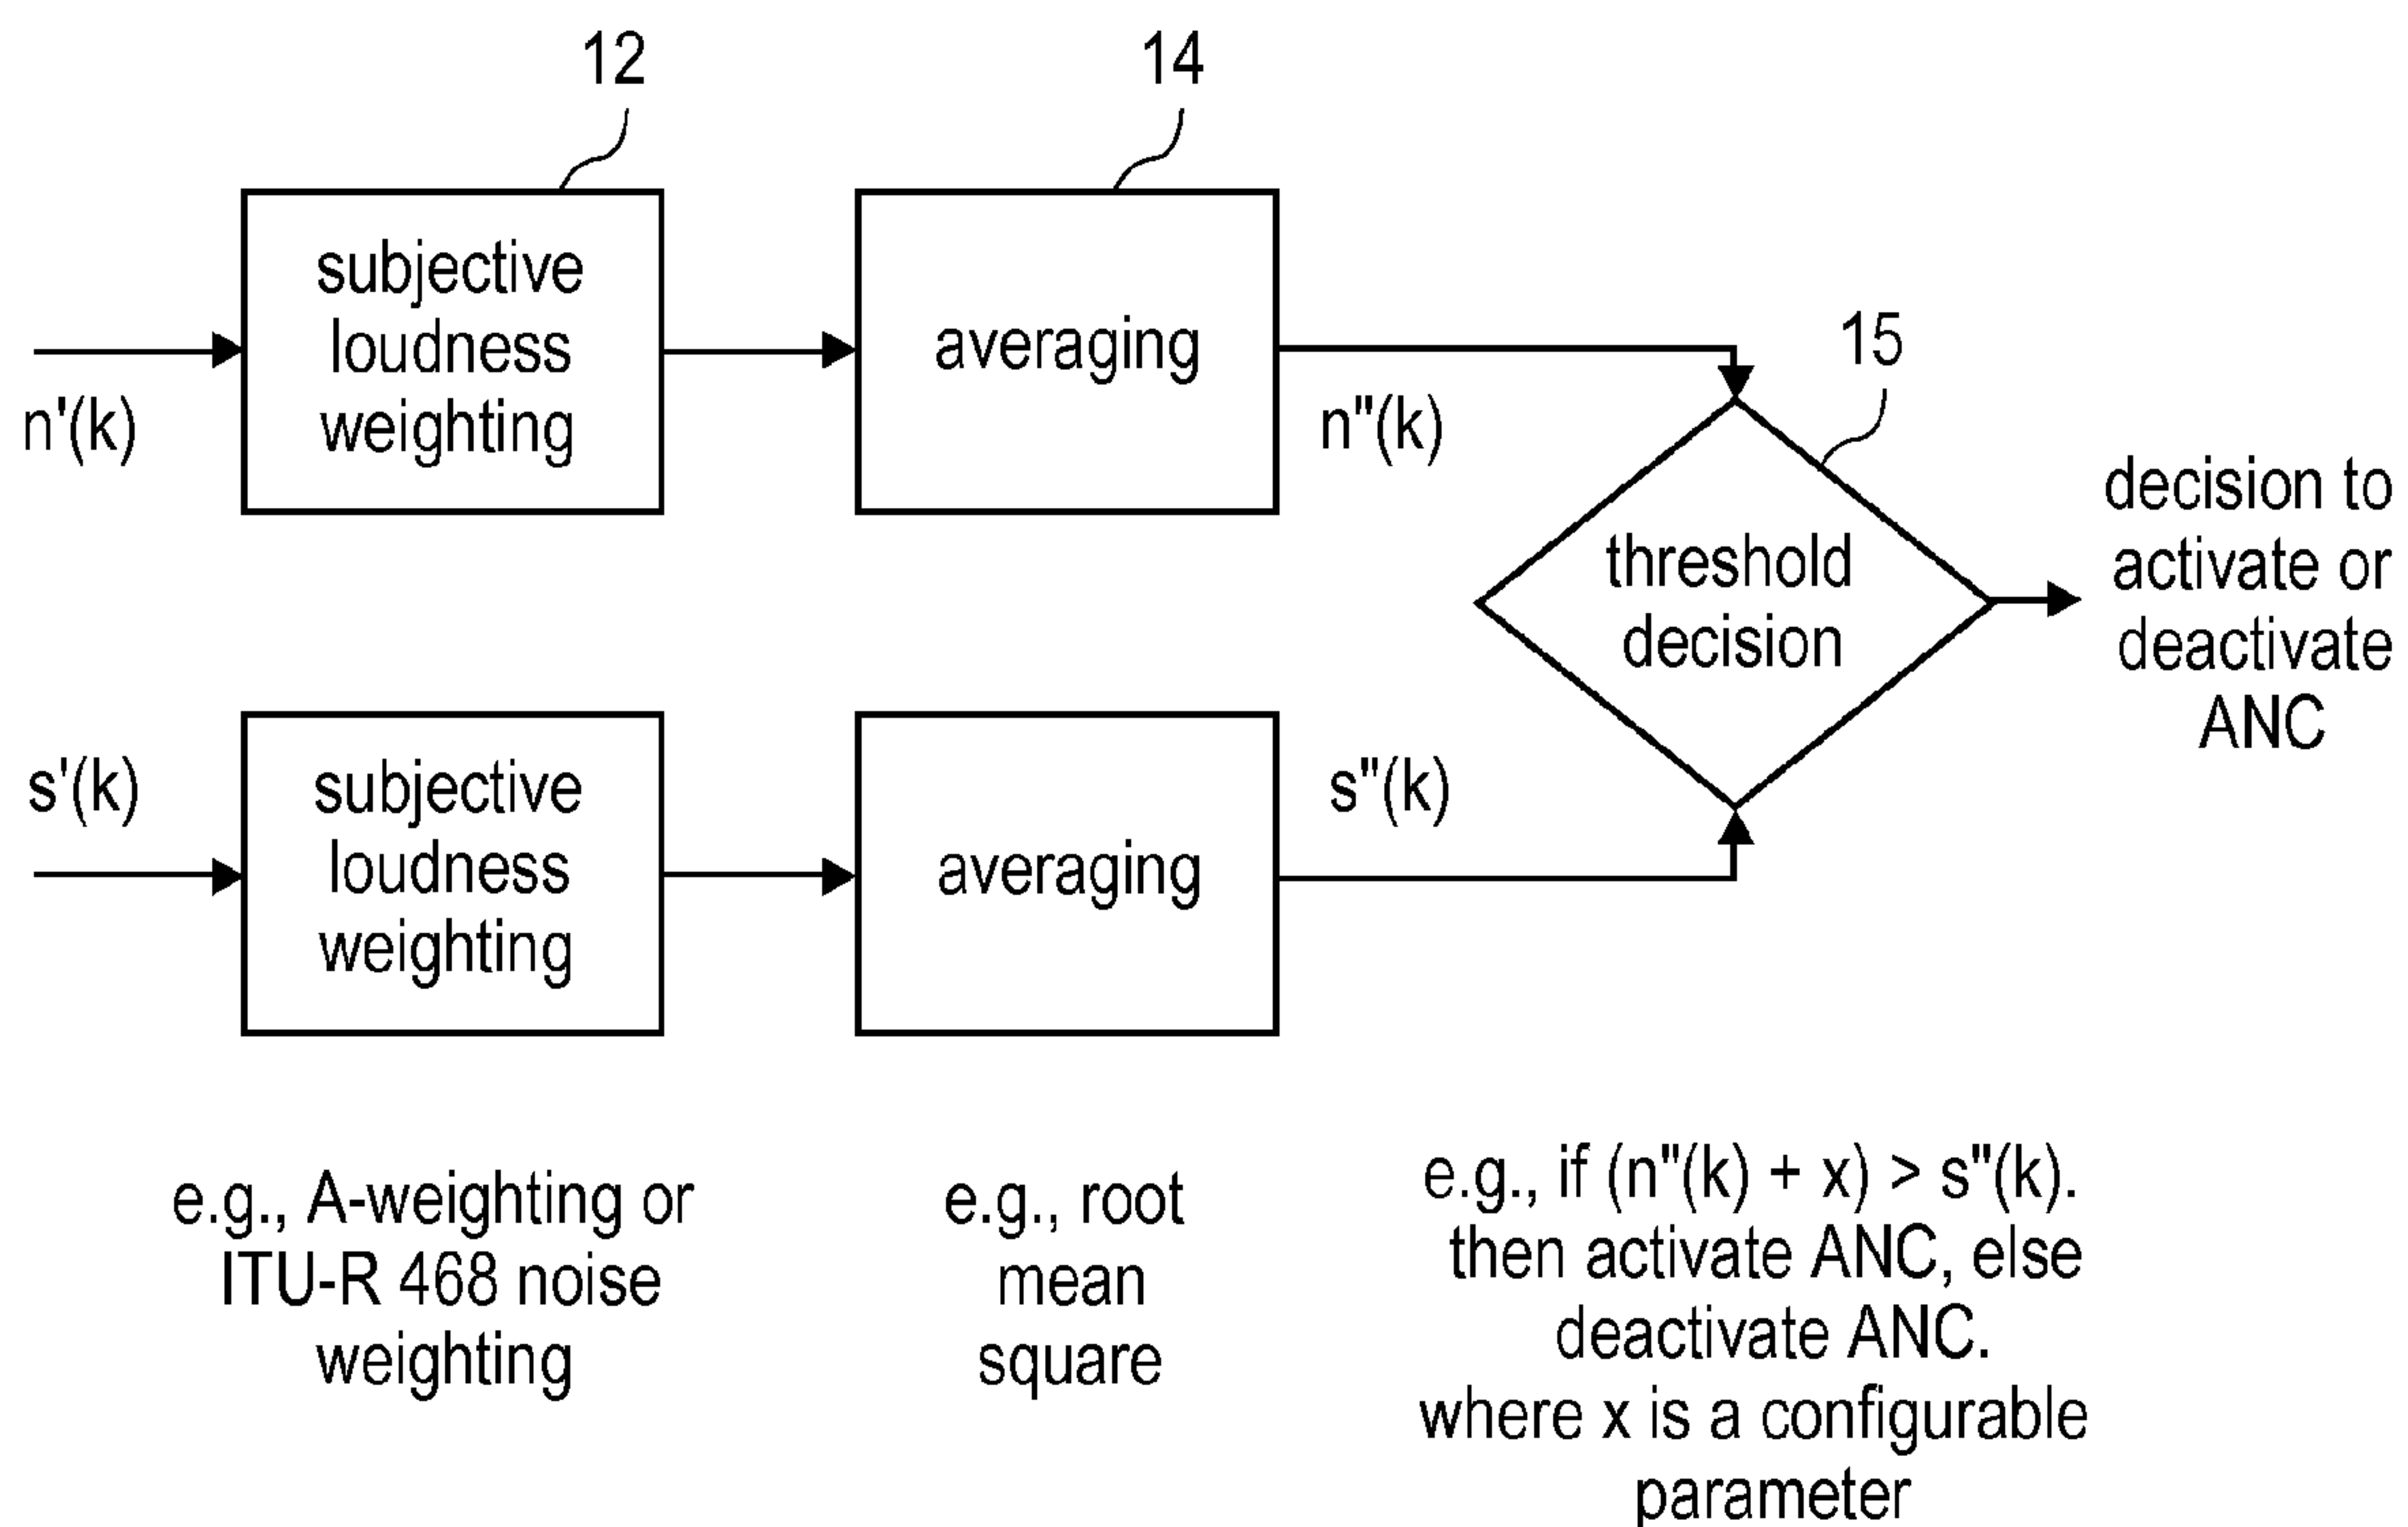 12
14
subjective
loudness
weighting
averaging
n'(k)
n"(k)
15
threshold
decision
decision to
activate or
deactivate
ANC
s'(k)
subjective
loudness
weighting
averaging
s"(k)
e.g., A-weighting or
ITU-R 468 noise
weighting
e.g., root
mean
square
e.g., if (n"(k) + x) > s"(k).
then activate ANC, else
deactivate ANC.
where x is a configurable
parameter